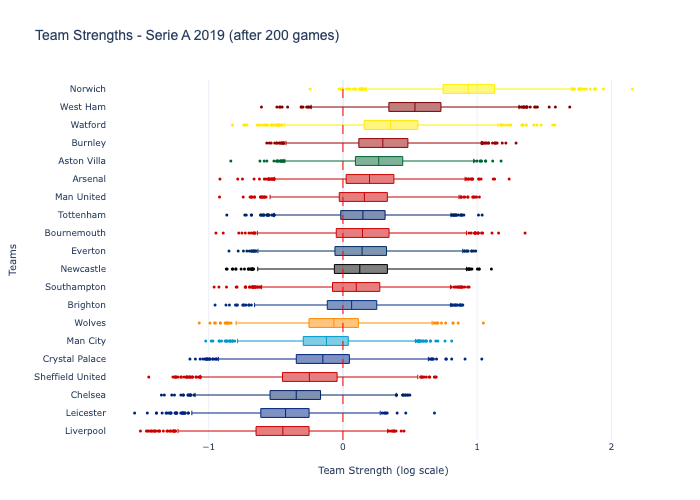 Team Strengths - Serie A 2019 (after 200 games)
Norwich
West Ham
Watford
Burnley
Aston Villa
Arsenal
Man United
Tottenham
Bournemouth
Everton
Newcastle
Southampton
Brighton
Wolves
Man City
Crystal Palace
Sheffield United
Chelsea
Leicester
Liverpool
Teams
−1 0 1 2
Team Strength (log scale)